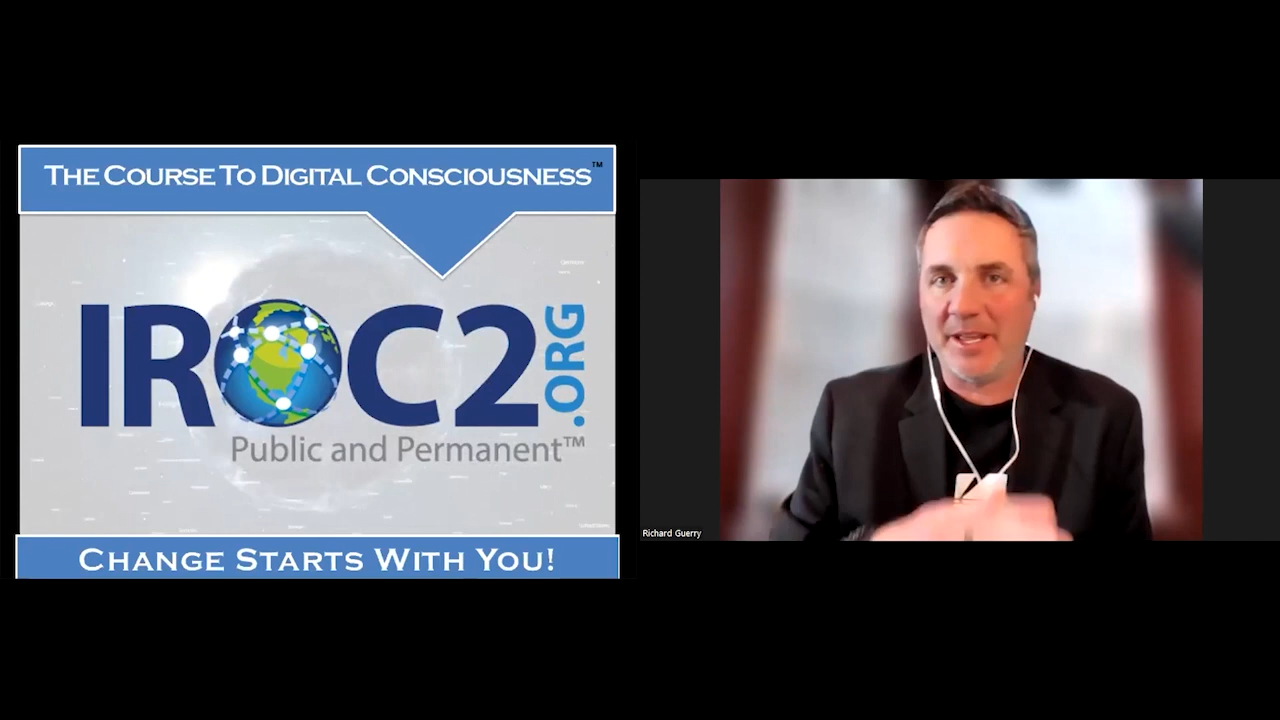 THE COURSE TO DIGITAL CONSCIOUSNESS™
IROC2.ORG
Public and Permanent™
CHANGE STARTS WITH YOU!
Richard Guerry